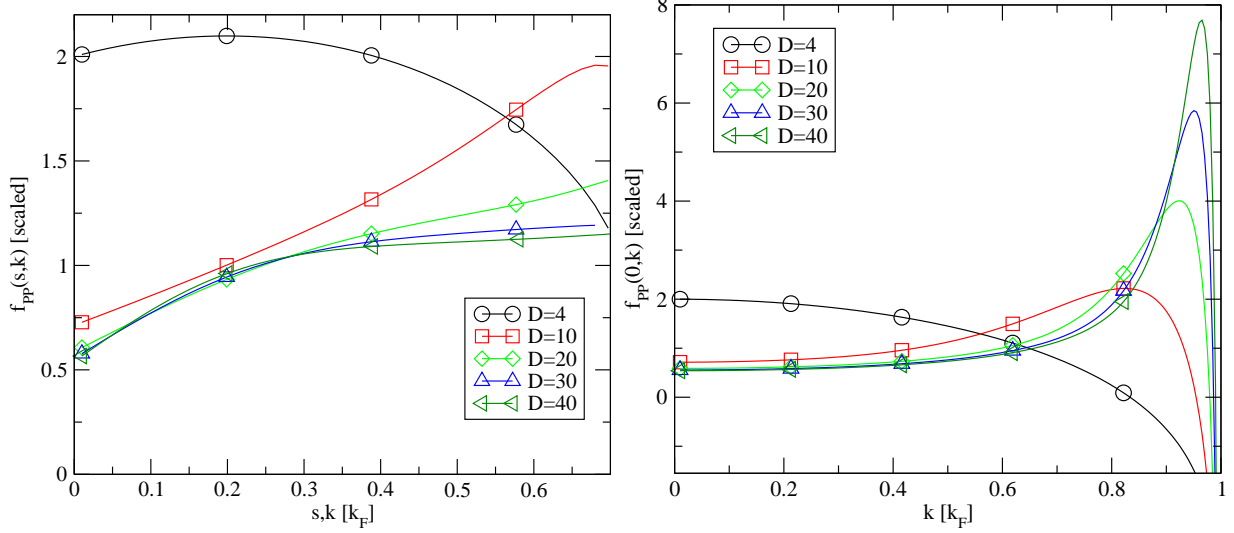 2
1.5
1
0.5
0
f_PP(s,k) [scaled]
D=4
D=10
D=20
D=30
D=40
0 0.1 0.2 0.3 0.4 0.5 0.6
s,k [k_F]
8
6
4
2
0
f_PP(0,k) [scaled]
D=4
D=10
D=20
D=30
D=40
0 0.2 0.4 0.6 0.8 1
k [k_F]